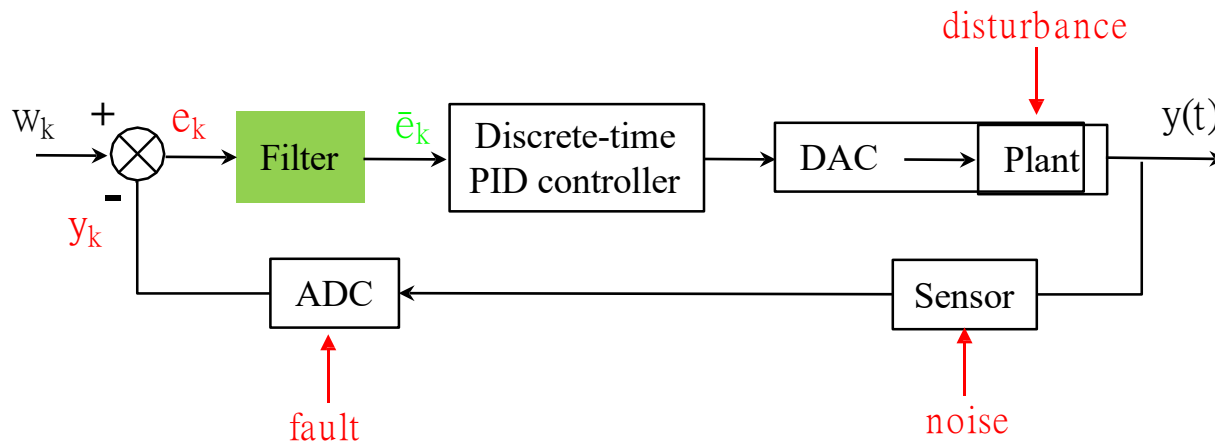 disturbance
w_k
+
e_k
Filter
ē_k
Discrete-time
PID controller
DAC
Plant
y(t)
-
y_k
ADC
Sensor
fault
noise